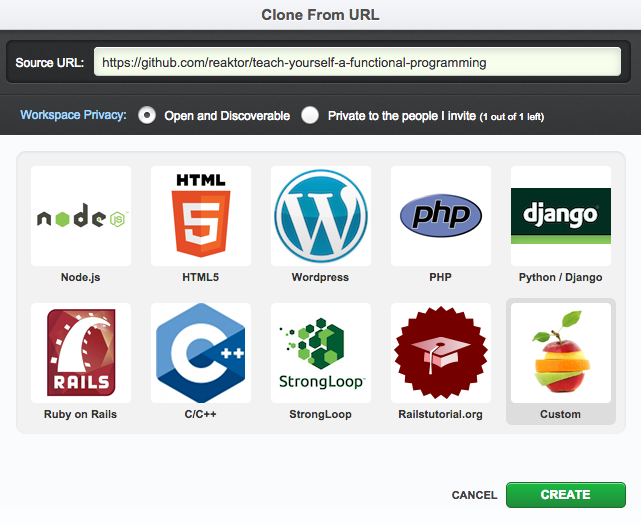 Clone From URL
Source URL: https://github.com/reaktor/teach-yourself-a-functional-programming
Workspace Privacy: Open and Discoverable Private to the people I invite (1 out of 1 left)
node JS HTML 5 W php django
Node.js HTML5 Wordpress PHP Python / Django
RAILS C++ StrongLoop
Ruby on Rails C/C++ StrongLoop Railstutorial.org Custom
CANCEL CREATE